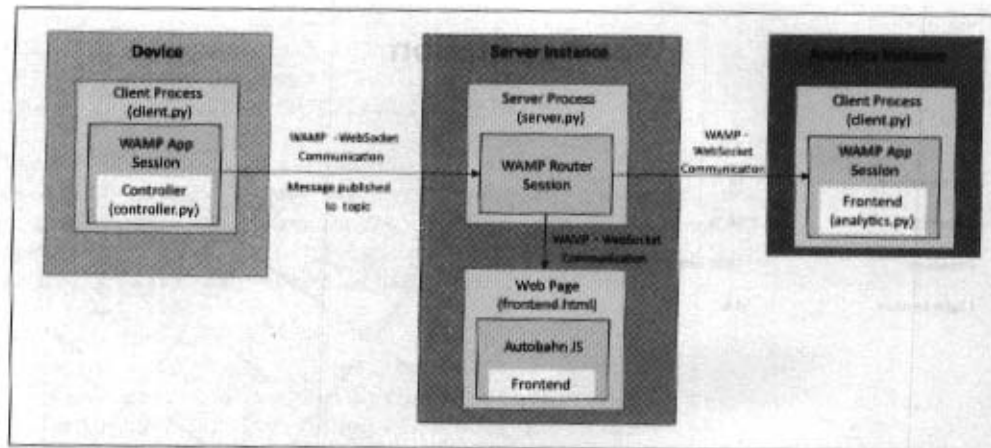 Device
Client Process
(client.py)
WAMP App
Session
Controller
(controller.py)
WAMP - WebSocket
Communication
Message published
to topic
Server Instance
Server Process
(server.py)
WAMP Router
Session
WAMP - WebSocket
Communication
Web Page
(frontend.html)
Autobahn JS
Frontend
WAMP -
WebSocket
Communication
Analytics Instance
Client Process
(client.py)
WAMP App
Session
Frontend
(analytics.py)